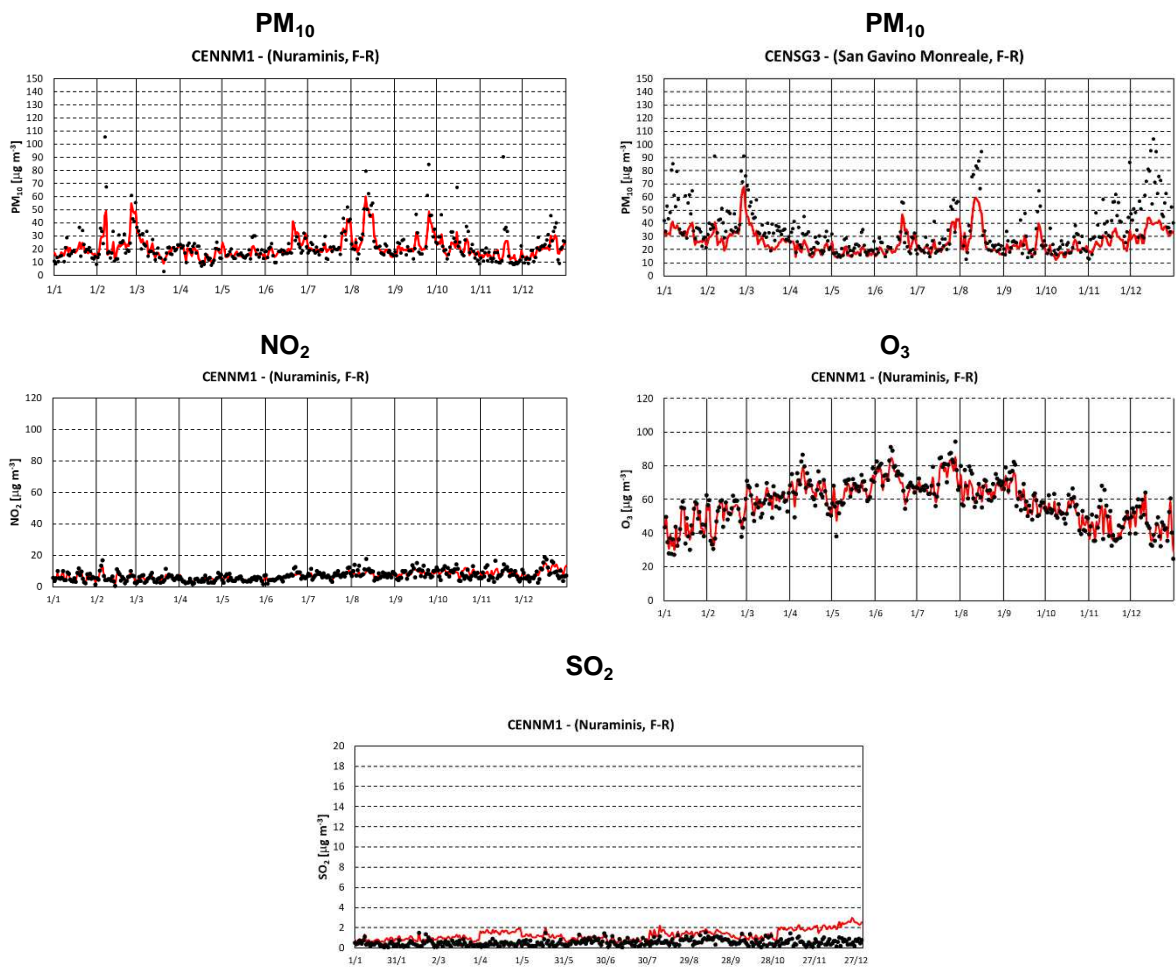 PM₁₀
CENNM1 - (Nuraminis, F-R)
PM₁₀ [µg m⁻³]
150
140
130
120
110
100
90
80
70
60
50
40
30
20
10
0
1/1 1/2 1/3 1/4 1/5 1/6 1/7 1/8 1/9 1/10 1/11 1/12
PM₁₀
CENSG3 - (San Gavino Monreale, F-R)
PM₁₀ [µg m⁻³]
150
140
130
120
110
100
90
80
70
60
50
40
30
20
10
0
1/1 1/2 1/3 1/4 1/5 1/6 1/7 1/8 1/9 1/10 1/11 1/12
NO₂
CENNM1 - (Nuraminis, F-R)
NO₂ [µg m⁻³]
120
100
80
60
40
20
0
1/1 1/2 1/3 1/4 1/5 1/6 1/7 1/8 1/9 1/10 1/11 1/12
O₃
CENNM1 - (Nuraminis, F-R)
O₃ [µg m⁻³]
120
100
80
60
40
20
0
1/1 1/2 1/3 1/4 1/5 1/6 1/7 1/8 1/9 1/10 1/11 1/12
SO₂
CENNM1 - (Nuraminis, F-R)
SO₂ [µg m⁻³]
20
18
16
14
12
10
8
6
4
2
0
1/1 31/1 2/3 1/4 1/5 31/5 30/6 30/7 29/8 28/9 28/10 27/11 27/12